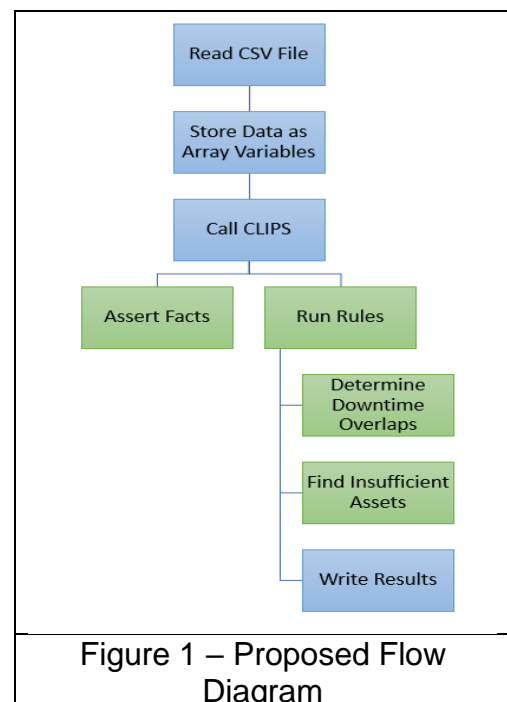 Read CSV File
Store Data as
Array Variables
Call CLIPS
Assert Facts
Run Rules
Determine
Downtime
Overlaps
Find Insufficient
Assets
Write Results
Figure 1 – Proposed Flow
Diagram